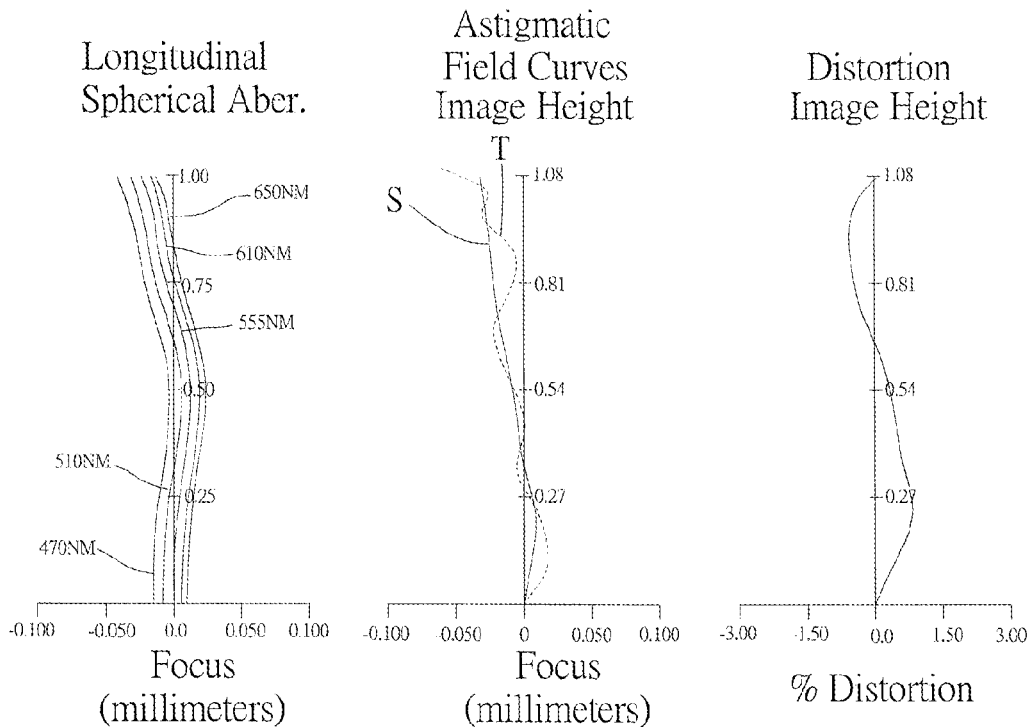 Longitudinal
Spherical Aber.
1.00
650NM
610NM
0.75
555NM
0.50
510NM
0.25
470NM
-0.100 -0.050 0.0 0.050 0.100
Focus
(millimeters)
Astigmatic
Field Curves
Image Height
T
S
1.08
0.81
0.54
0.27
-0.100 -0.050 0 0.050 0.100
Focus
(millimeters)
Distortion
Image Height
1.08
0.81
0.54
0.27
-3.00 -1.50 0.0 1.50 3.00
% Distortion